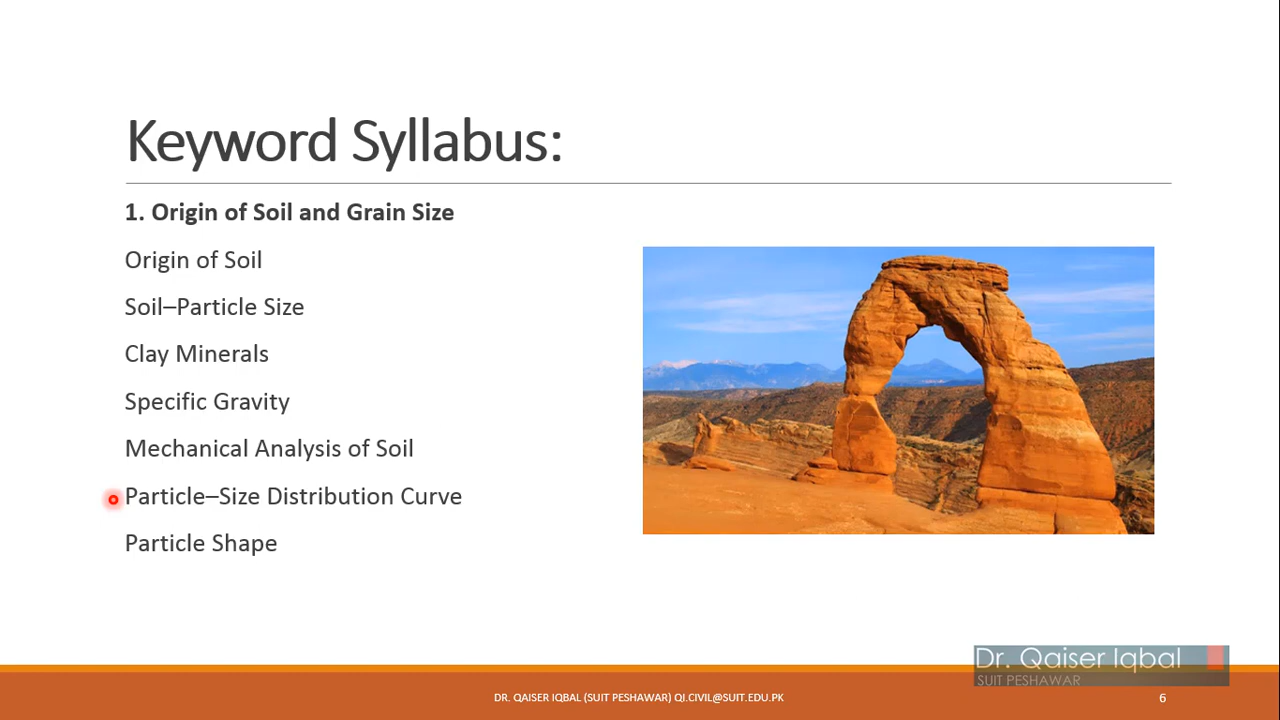 Keyword Syllabus:
1. Origin of Soil and Grain Size
Origin of Soil
Soil–Particle Size
Clay Minerals
Specific Gravity
Mechanical Analysis of Soil
Particle–Size Distribution Curve
Particle Shape
Dr. Qaiser Iqbal
SUIT PESHAWAR
DR. QAISER IQBAL (SUIT PESHAWAR) QI.CIVIL@SUIT.EDU.PK
6